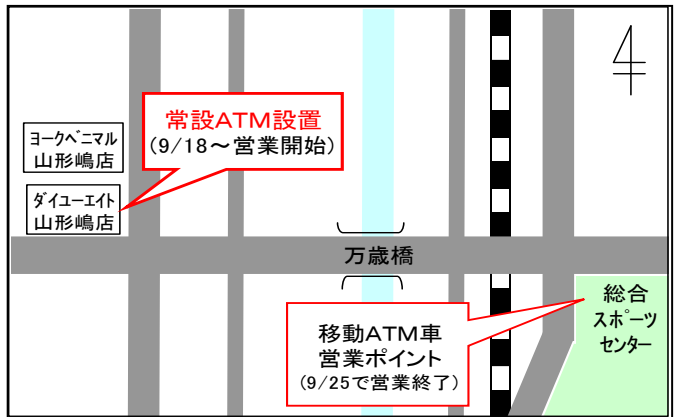 常設ATM設置
(9/18～営業開始)
ヨークベニマル
山形嶋店
ダイユーエイト
山形嶋店
万歳橋
総合
スポーツ
センター
移動ATM車
営業ポイント
(9/25で営業終了)